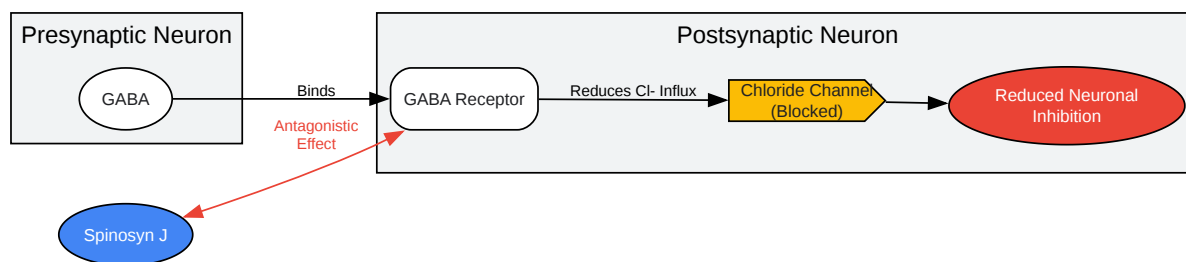 Presynaptic Neuron
Postsynaptic Neuron
GABA
Binds
GABA Receptor
Reduces Cl- Influx
Chloride Channel
(Blocked)
Reduced Neuronal
Inhibition
Antagonistic
Effect
Spinosyn J